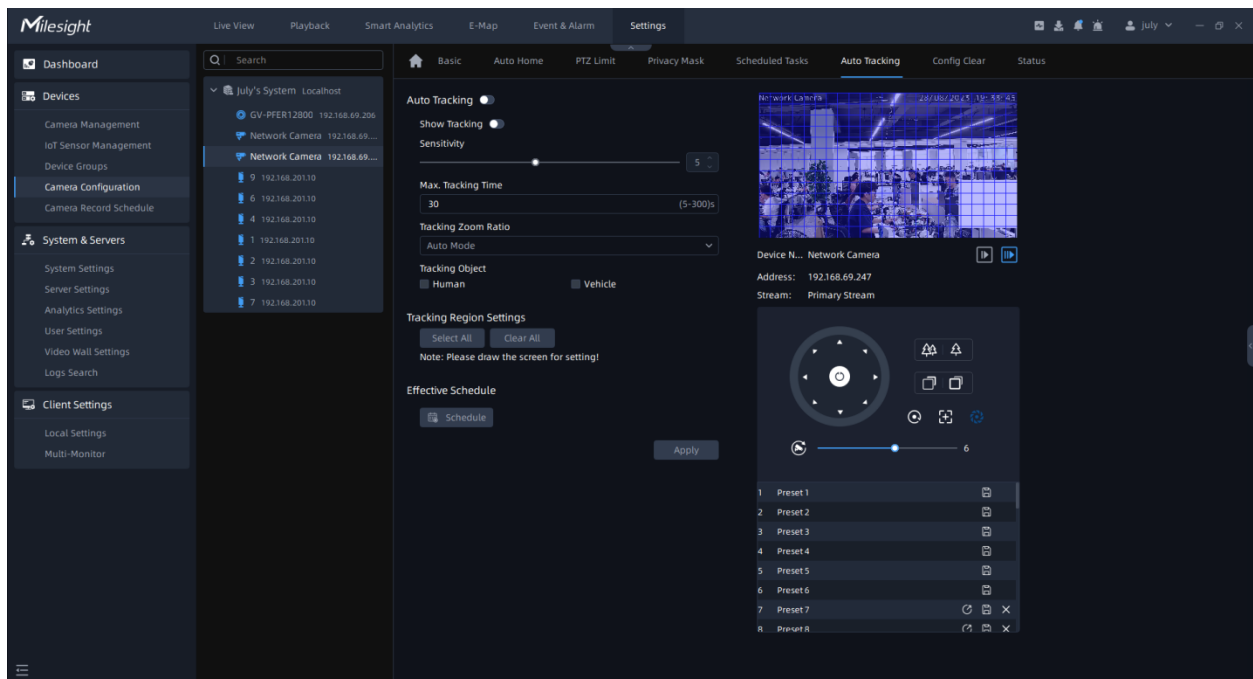 Milesight
Live View Playback Smart Analytics E-Map Event & Alarm Settings july
Dashboard
Devices
Camera Management
IoT Sensor Management
Device Groups
Camera Configuration
Camera Record Schedule
System & Servers
System Settings
Server Settings
Analytics Settings
User Settings
Video Wall Settings
Logs Search
Client Settings
Local Settings
Multi-Monitor
Search
July's System Localhost
GV-PFER12800 192.168.69.206
Network Camera 192.168.69....
Network Camera 192.168.69....
9 192.168.201.10
6 192.168.201.10
4 192.168.201.10
1 192.168.201.10
2 192.168.201.10
3 192.168.201.10
7 192.168.201.10
Basic Auto Home PTZ Limit Privacy Mask Scheduled Tasks Auto Tracking Config Clear Status
Auto Tracking
Show Tracking
Sensitivity
5
Max. Tracking Time
30 (5-300)s
Tracking Zoom Ratio
Auto Mode
Tracking Object
Human Vehicle
Tracking Region Settings
Select All Clear All
Note: Please draw the screen for setting!
Effective Schedule
Schedule
Apply
Network Camera 28/08/2023 19:53:45
Device N... Network Camera
Address: 192.168.69.247
Stream: Primary Stream
6
1 Preset 1
2 Preset 2
3 Preset 3
4 Preset 4
5 Preset 5
6 Preset 6
7 Preset 7
8 Preset 8